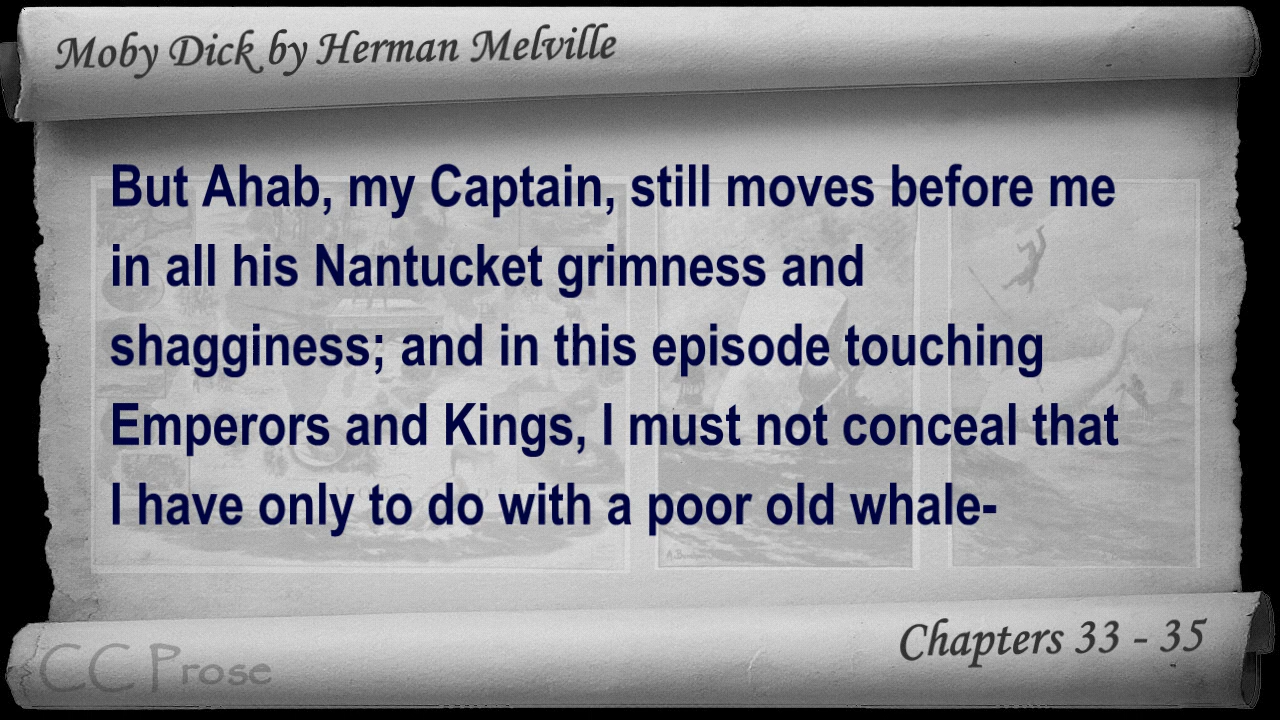 Moby Dick by Herman Melville
But Ahab, my Captain, still moves before me
in all his Nantucket grimness and
shagginess; and in this episode touching
Emperors and Kings, I must not conceal that
I have only to do with a poor old whale-
Chapters 33 - 35
CC Prose